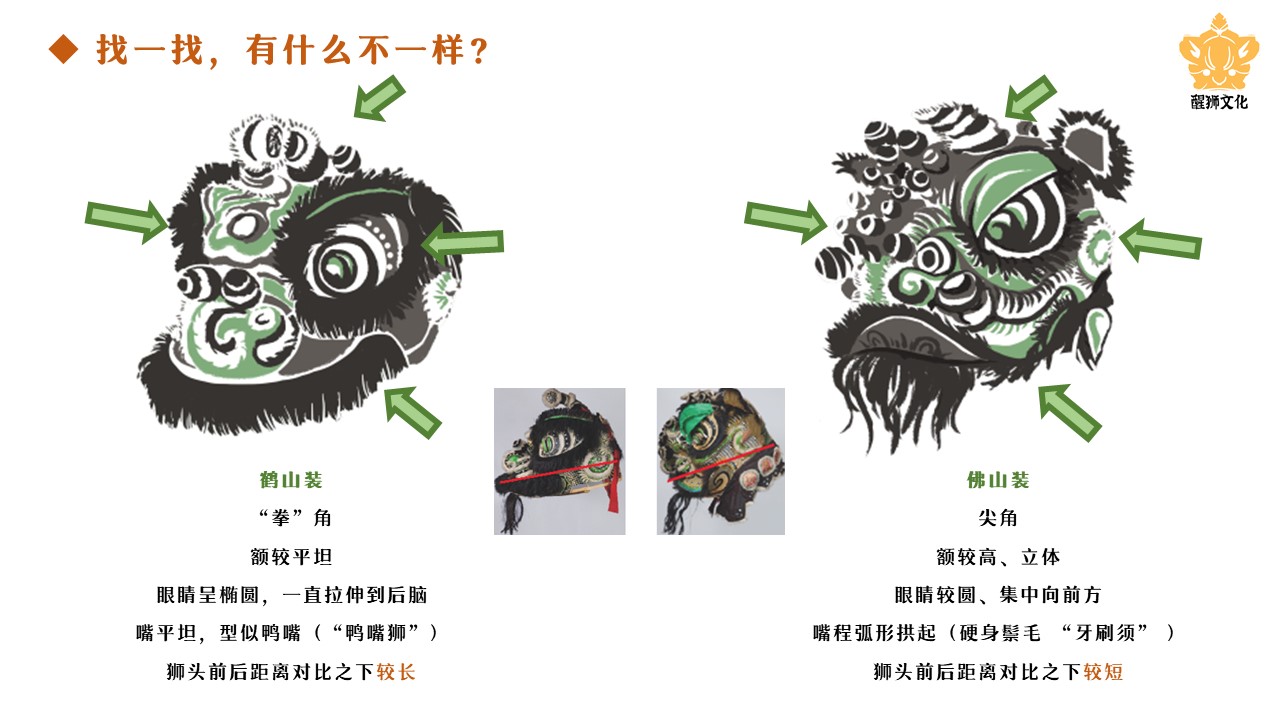 找一找，有什么不一样？
醒狮文化
鹤山装
“拳”角
额较平坦
眼睛呈椭圆，一直拉伸到后脑
嘴平坦，型似鸭嘴（“鸭嘴狮”）
狮头前后距离对比之下较长
佛山装
尖角
额较高、立体
眼睛较圆、集中向前方
嘴程弧形拱起（硬身鬃毛 “牙刷须” ）
狮头前后距离对比之下较短